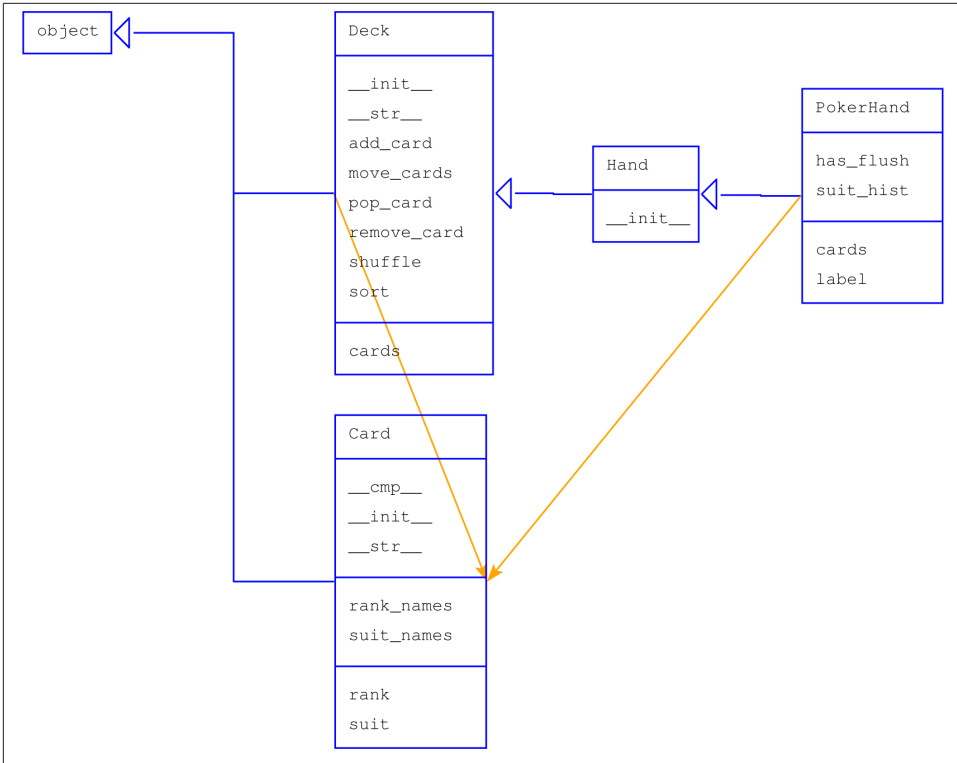 object
Deck
__init__
__str__
add_card
move_cards
pop_card
remove_card
shuffle
sort
cards
Hand
__init__
PokerHand
has_flush
suit_hist
cards
label
Card
__cmp__
__init__
__str__
rank_names
suit_names
rank
suit